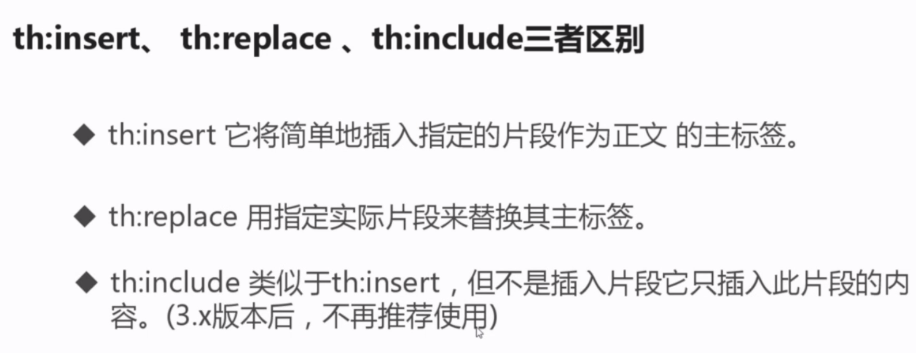 th:insert、 th:replace 、th:include三者区别
◆ th:insert 它将简单地插入指定的片段作为正文 的主标签。
◆ th:replace 用指定实际片段来替换其主标签。
◆ th:include 类似于th:insert，但不是插入片段它只插入此片段的内
容。(3.x版本后，不再推荐使用)